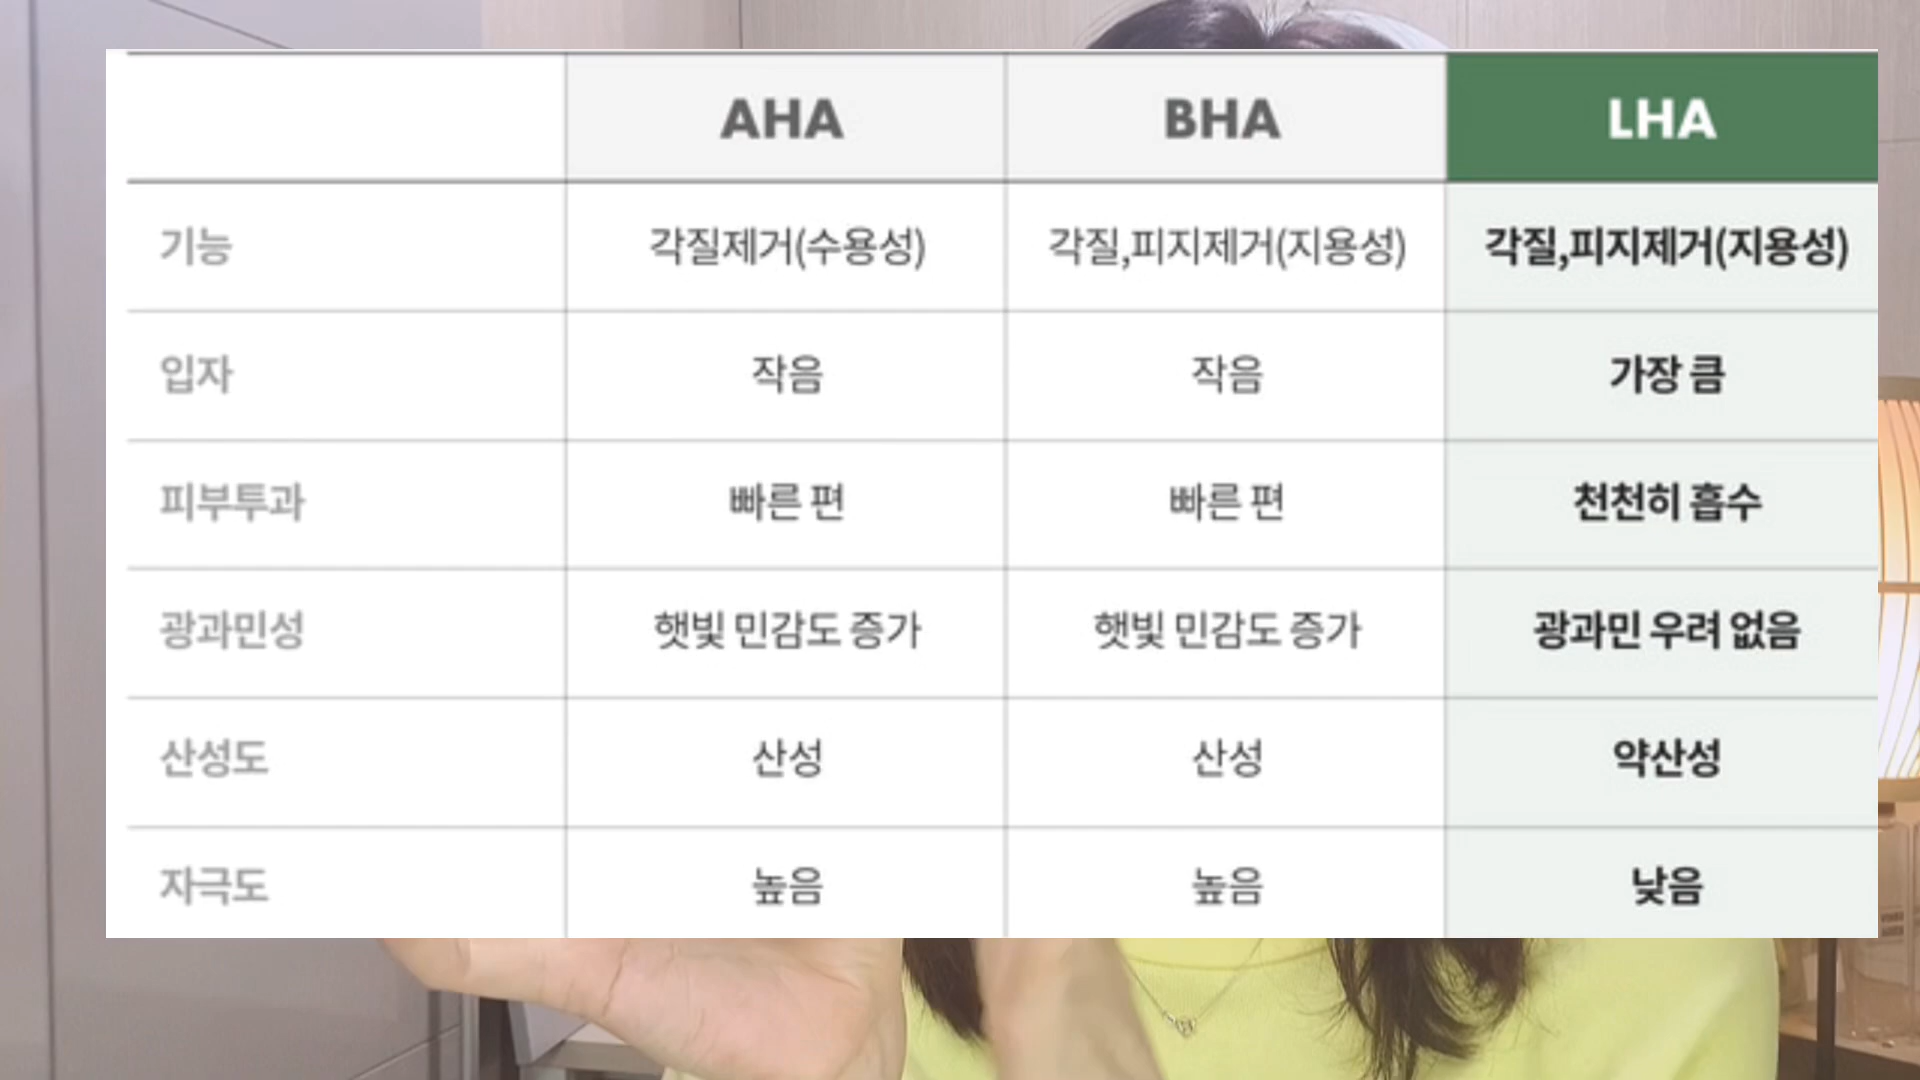 AHA BHA LHA
기능 각질제거(수용성) 각질,피지제거(지용성) 각질,피지제거(지용성)
입자 작음 작음 가장 큼
피부투과 빠른 편 빠른 편 천천히 흡수
광과민성 햇빛 민감도 증가 햇빛 민감도 증가 광과민 우려 없음
산성도 산성 산성 약산성
자극도 높음 높음 낮음